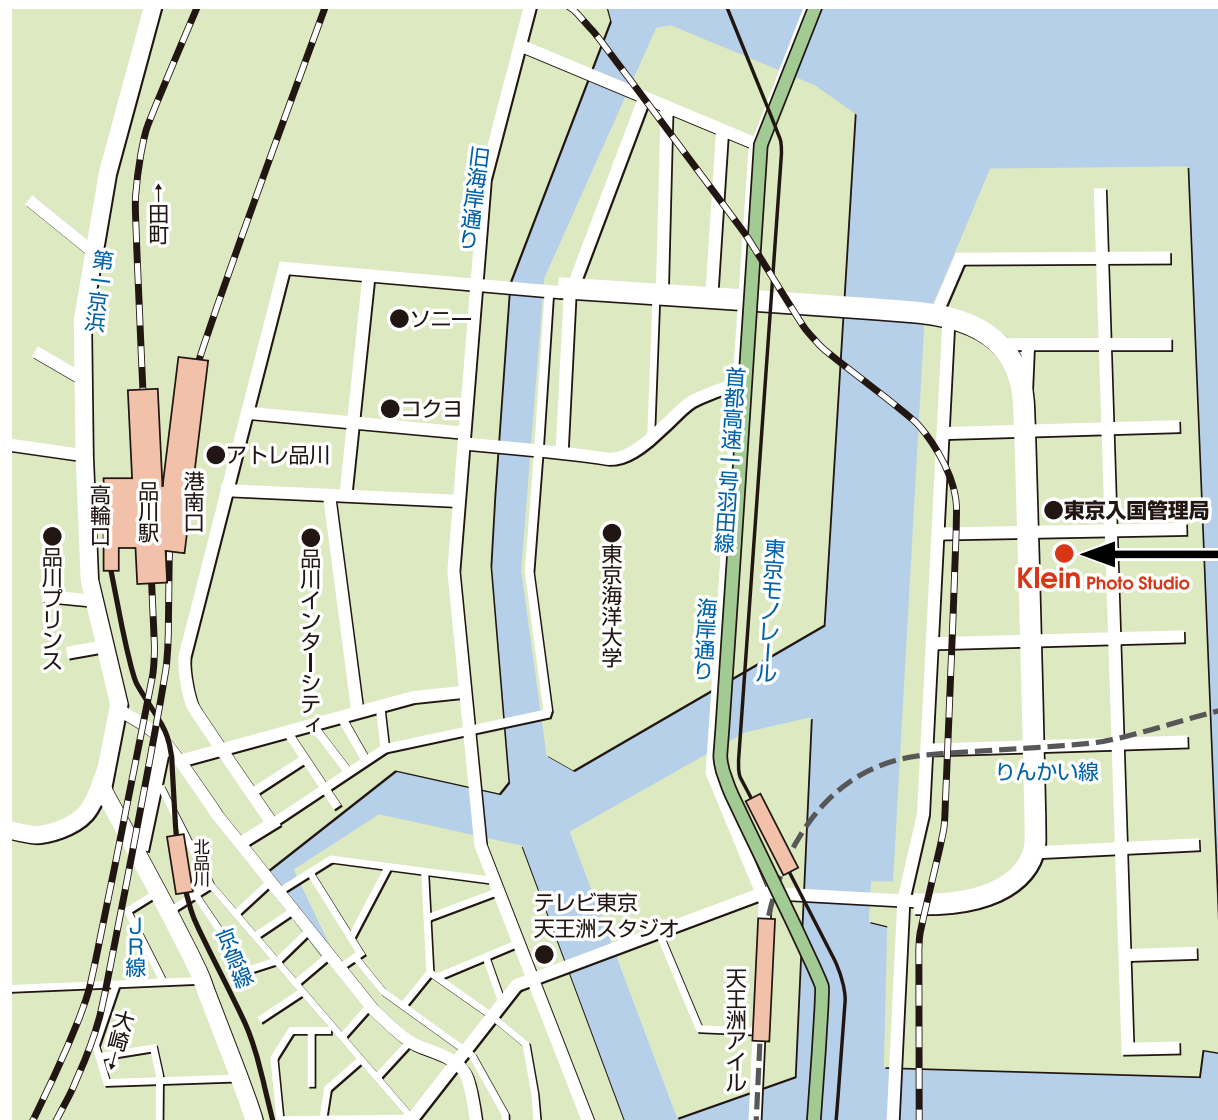 旧海岸通り
←田町
第一京浜
ソニー
コクヨ
アトレ品川
首都高速一号羽田線
高輪口
品川駅
港南口
東京入国管理局
Klein Photo Studio
品川プリンス
品川インターシティ
東京海洋大学
東京モノレール
海岸通り
りんかい線
北品川
テレビ東京
天王洲スタジオ
JR線
京急線
天王洲アイル
大崎→